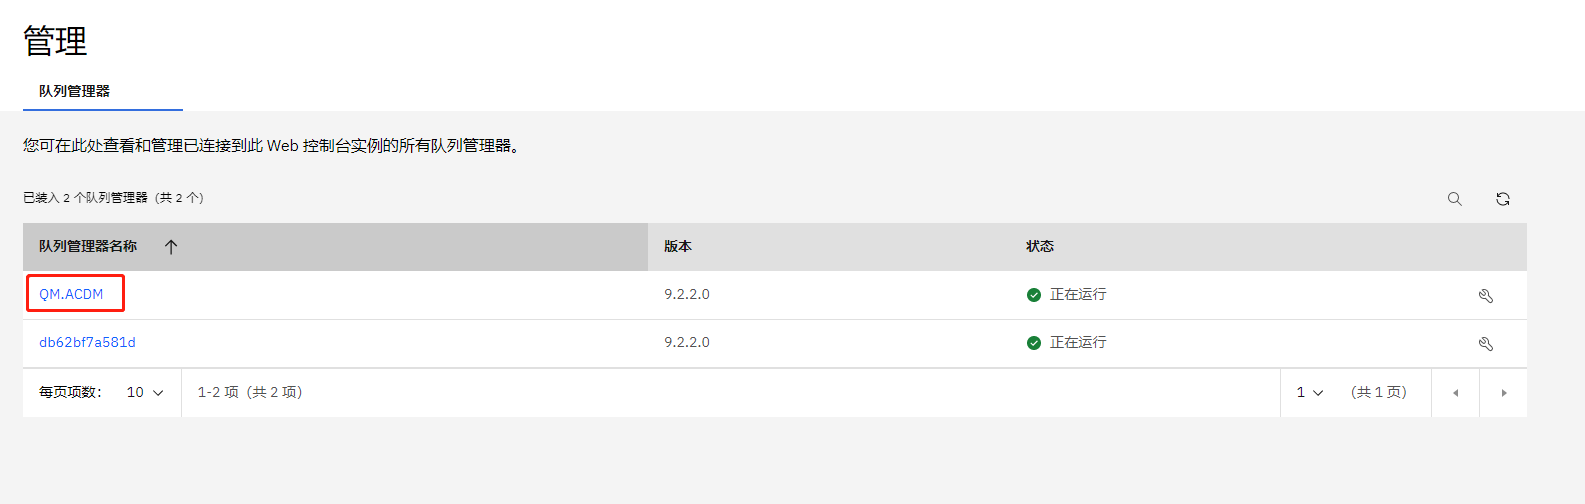 管理
队列管理器
您可在此处查看和管理已连接到此 Web 控制台实例的所有队列管理器。
已装入 2 个队列管理器（共 2 个）
队列管理器名称 版本 状态
QM.ACDM 9.2.2.0 正在运行
db62bf7a581d 9.2.2.0 正在运行
每页项数： 10 1-2 项（共 2 项） 1 （共 1 页）